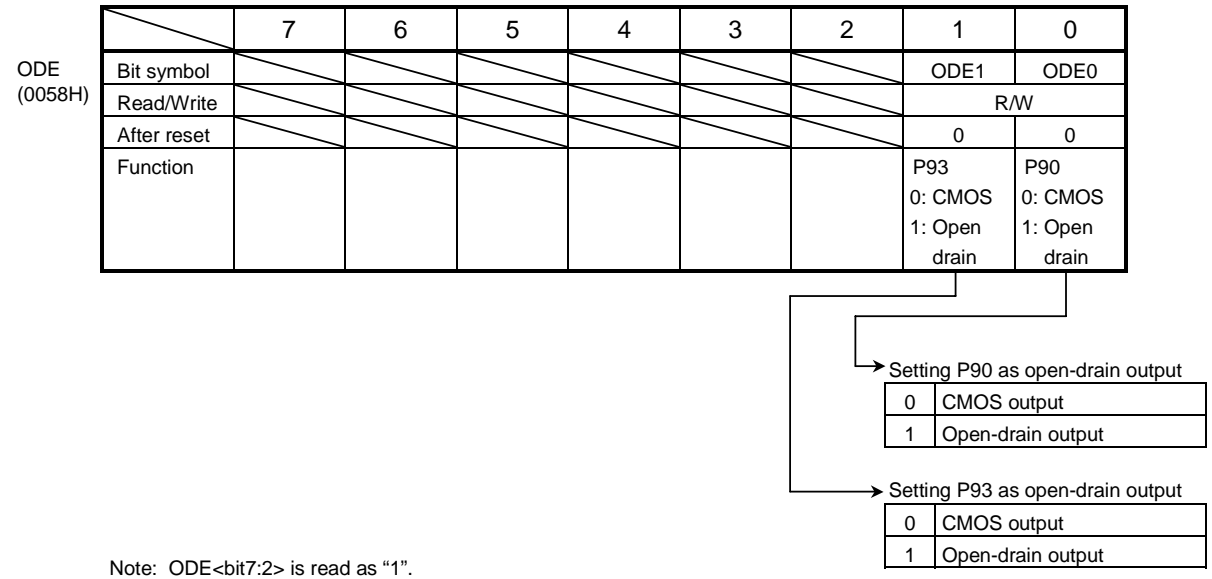 7 6 5 4 3 2 1 0
ODE
(0058H)
Bit symbol ODE1 ODE0
Read/Write R/W
After reset 0 0
Function P93 P90
0: CMOS 0: CMOS
1: Open 1: Open
drain drain
Setting P90 as open-drain output
0 CMOS output
1 Open-drain output
Setting P93 as open-drain output
0 CMOS output
1 Open-drain output
Note: ODE<bit7:2> is read as “1”.